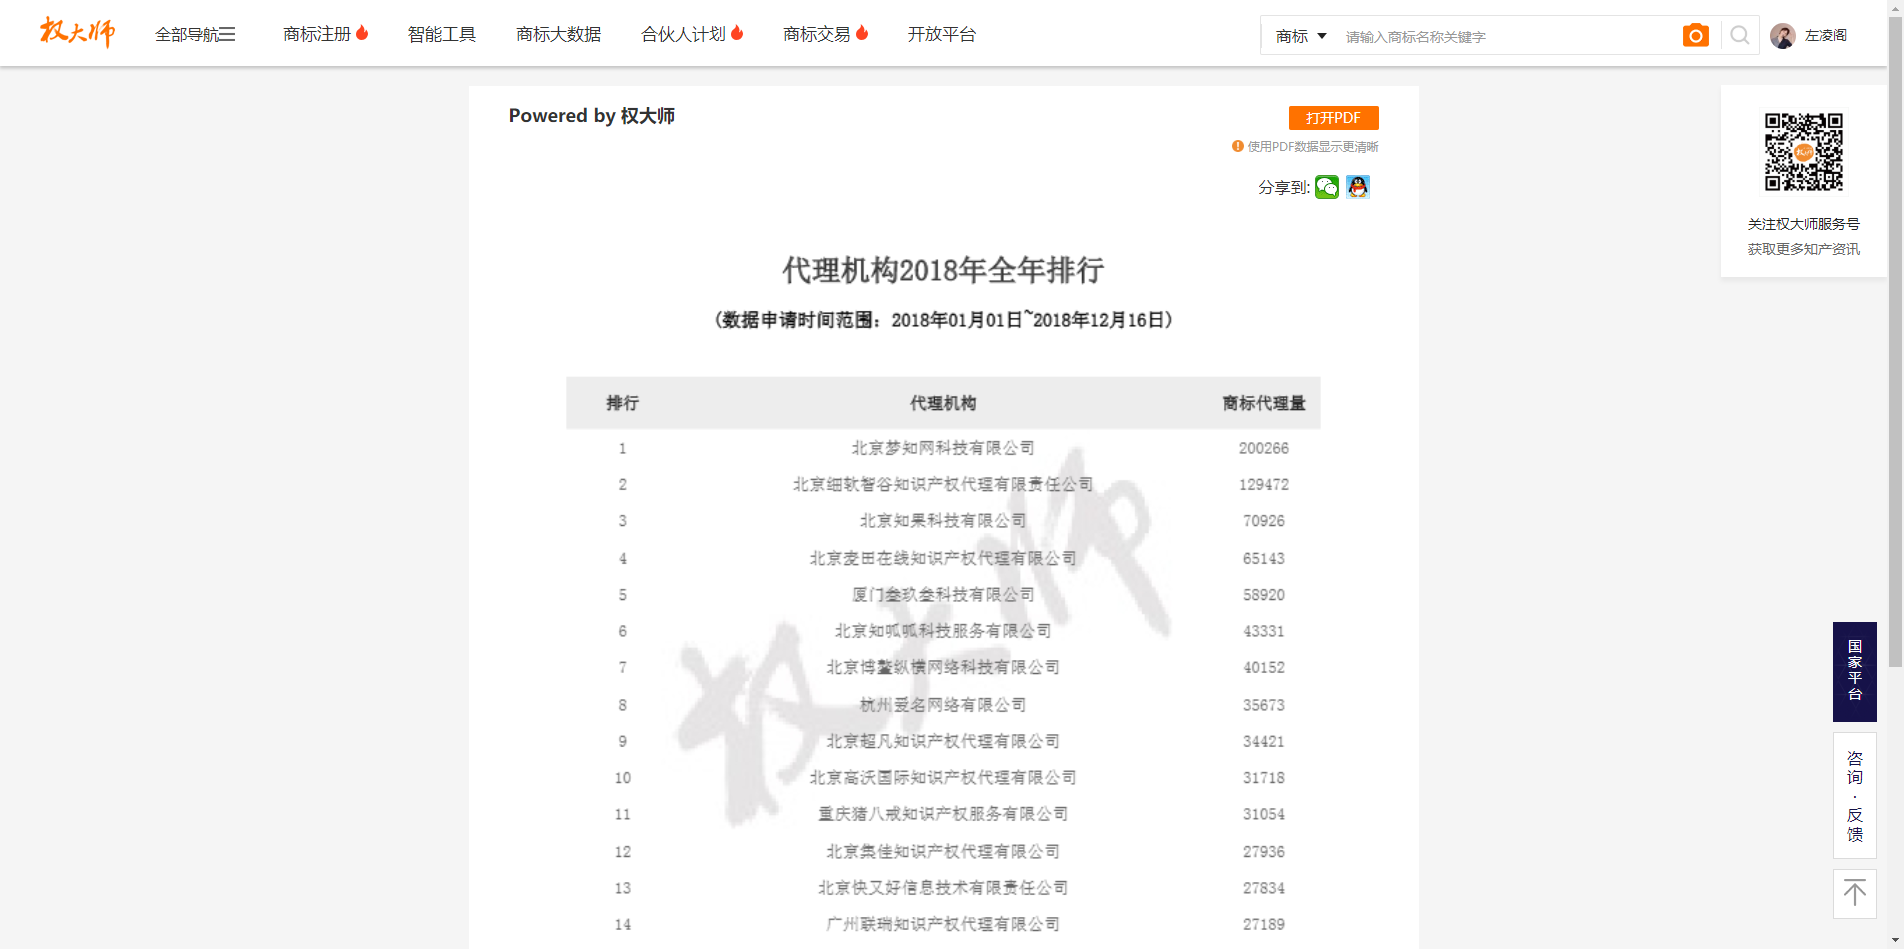 权大师
全部导航
商标注册
智能工具
商标大数据
合伙人计划
商标交易
开放平台
商标
请输入商标名称关键字
左凌阁
Powered by 权大师
打开PDF
使用PDF数据显示更清晰
分享到:
关注权大师服务号
获取更多知产资讯
代理机构2018年全年排行
(数据申请时间范围：2018年01月01日~2018年12月16日)
排行 代理机构 商标代理量
1 北京梦知网科技有限公司 200266
2 北京细软智谷知识产权代理有限责任公司 129472
3 北京知果科技有限公司 70926
4 北京麦田在线知识产权代理有限公司 65143
5 厦门叁玖叁科技有限公司 58920
6 北京知呱呱科技服务有限公司 43331
7 北京博鳌纵横网络科技有限公司 40152
8 杭州爱名网络有限公司 35673
9 北京超凡知识产权代理有限公司 34421
10 北京高沃国际知识产权代理有限公司 31718
11 重庆猪八戒知识产权服务有限公司 31054
12 北京集佳知识产权代理有限公司 27936
13 北京快又好信息技术有限责任公司 27834
14 广州联瑞知识产权代理有限公司 27189
权大师
国家平台
咨询·反馈